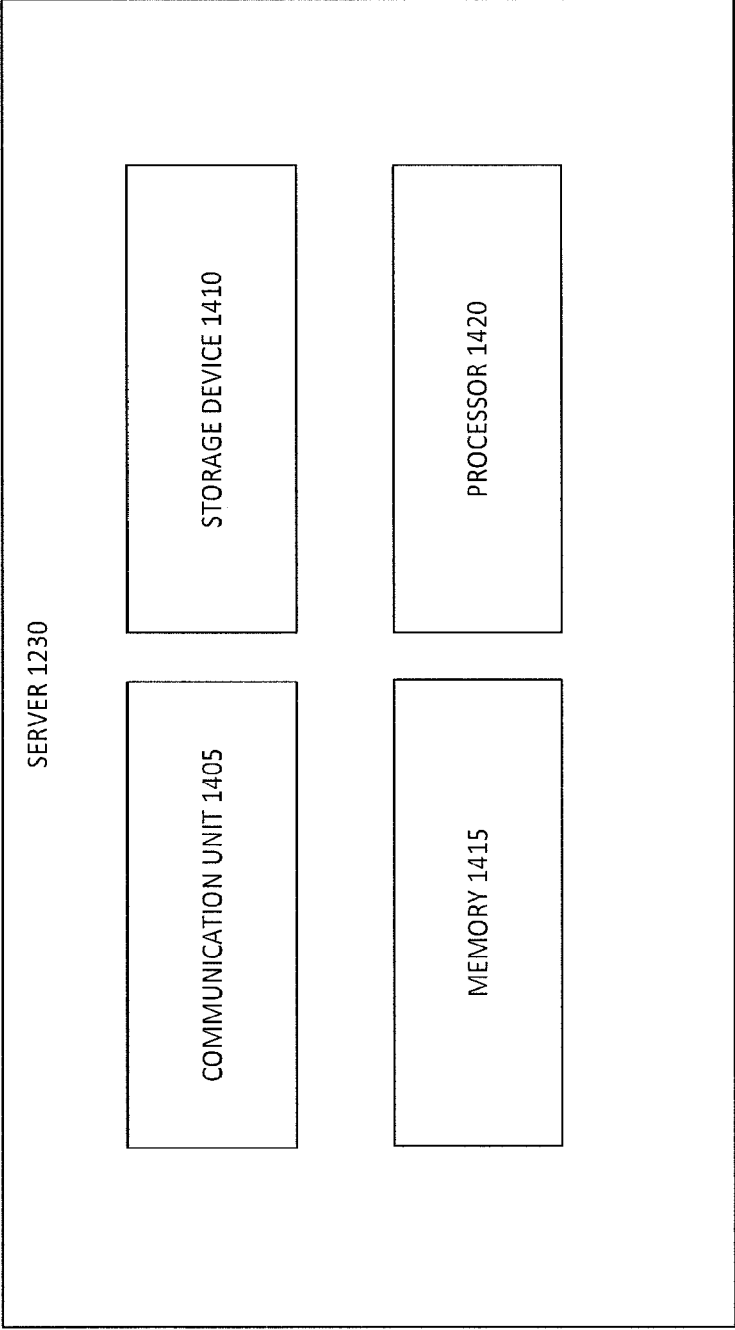 SERVER 1230
COMMUNICATION UNIT 1405
STORAGE DEVICE 1410
MEMORY 1415
PROCESSOR 1420